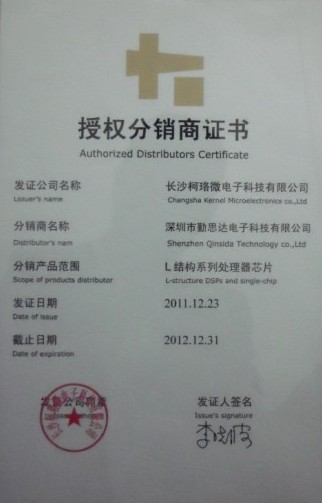 授权分销商证书
Authorized Distributors Certificate
发证公司名称 长沙柯珞微电子科技有限公司
Lssuer's name Changsha Kernel Microelectronics co.,Ltd
分销商名称 深圳市勤思达电子科技有限公司
Distributor's nam Shenzhen Qinsida Technology co.,Ltd
分销产品范围 L结构系列处理器芯片
Scope of products distributor L-structure DSPs and single-chip
发证日期 2011.12.23
Date of issue
截止日期 2012.12.31
Date of expiration
发证公司印章 发证人签名
Issue's signature
李